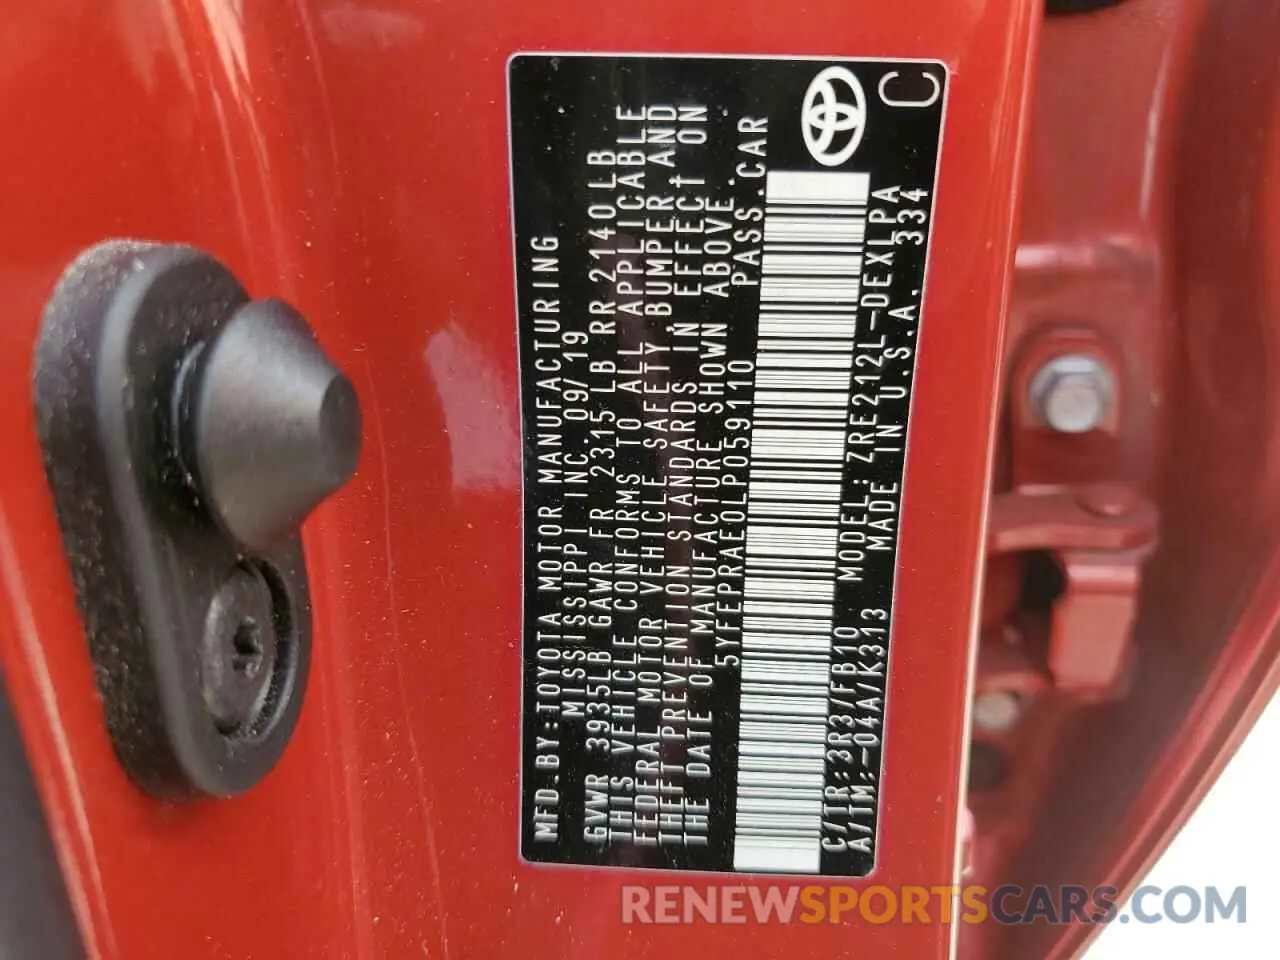 MFD.BY:TOYOTA MOTOR MANUFACTURING
MISSISSIPPI INC. 09/19
GVWR 3935LB GAWR FR 2315 LB RR 2140LB
THIS VEHICLE CONFORMS TO ALL APPLICABLE
FEDERAL MOTOR VEHICLE SAFETY, BUMPER, AND
THEFT PREVENTION STANDARDS IN EFFECT ON
THE DATE OF MANUFACTURE SHOWN ABOVE.
5YFEPRAE0LP059110 PASS.CAR
C/TR:3R3/FB10 MODEL: ZRE212L-DEXLPA
A/TM:-04A/K313 MADE IN U.S.A. 334
C
RENEWSPORTSCARS.COM